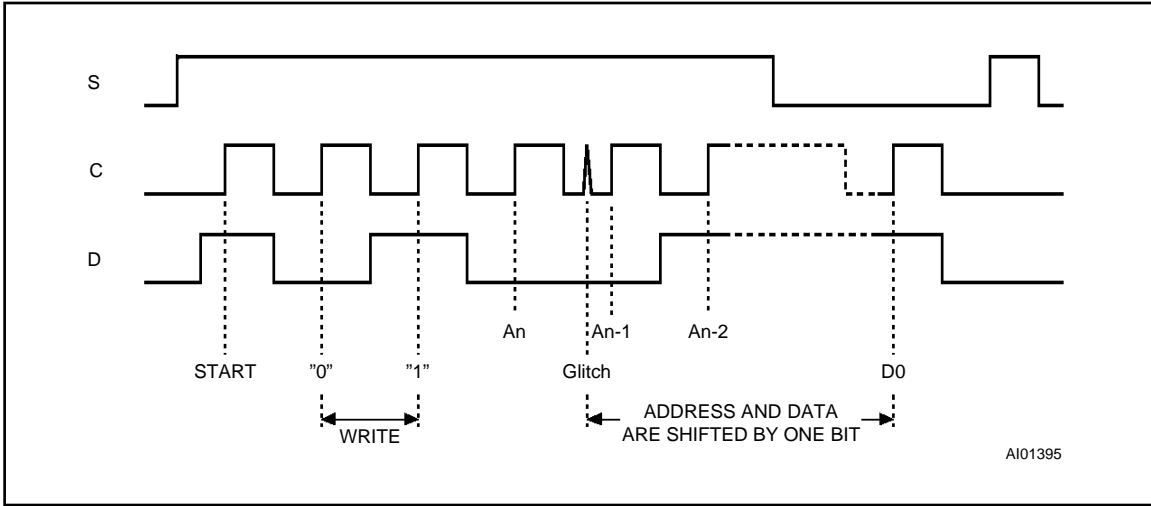 S
C
D
An
An-1
An-2
START
”0”
”1”
Glitch
D0
WRITE
ADDRESS AND DATA
ARE SHIFTED BY ONE BIT
AI01395